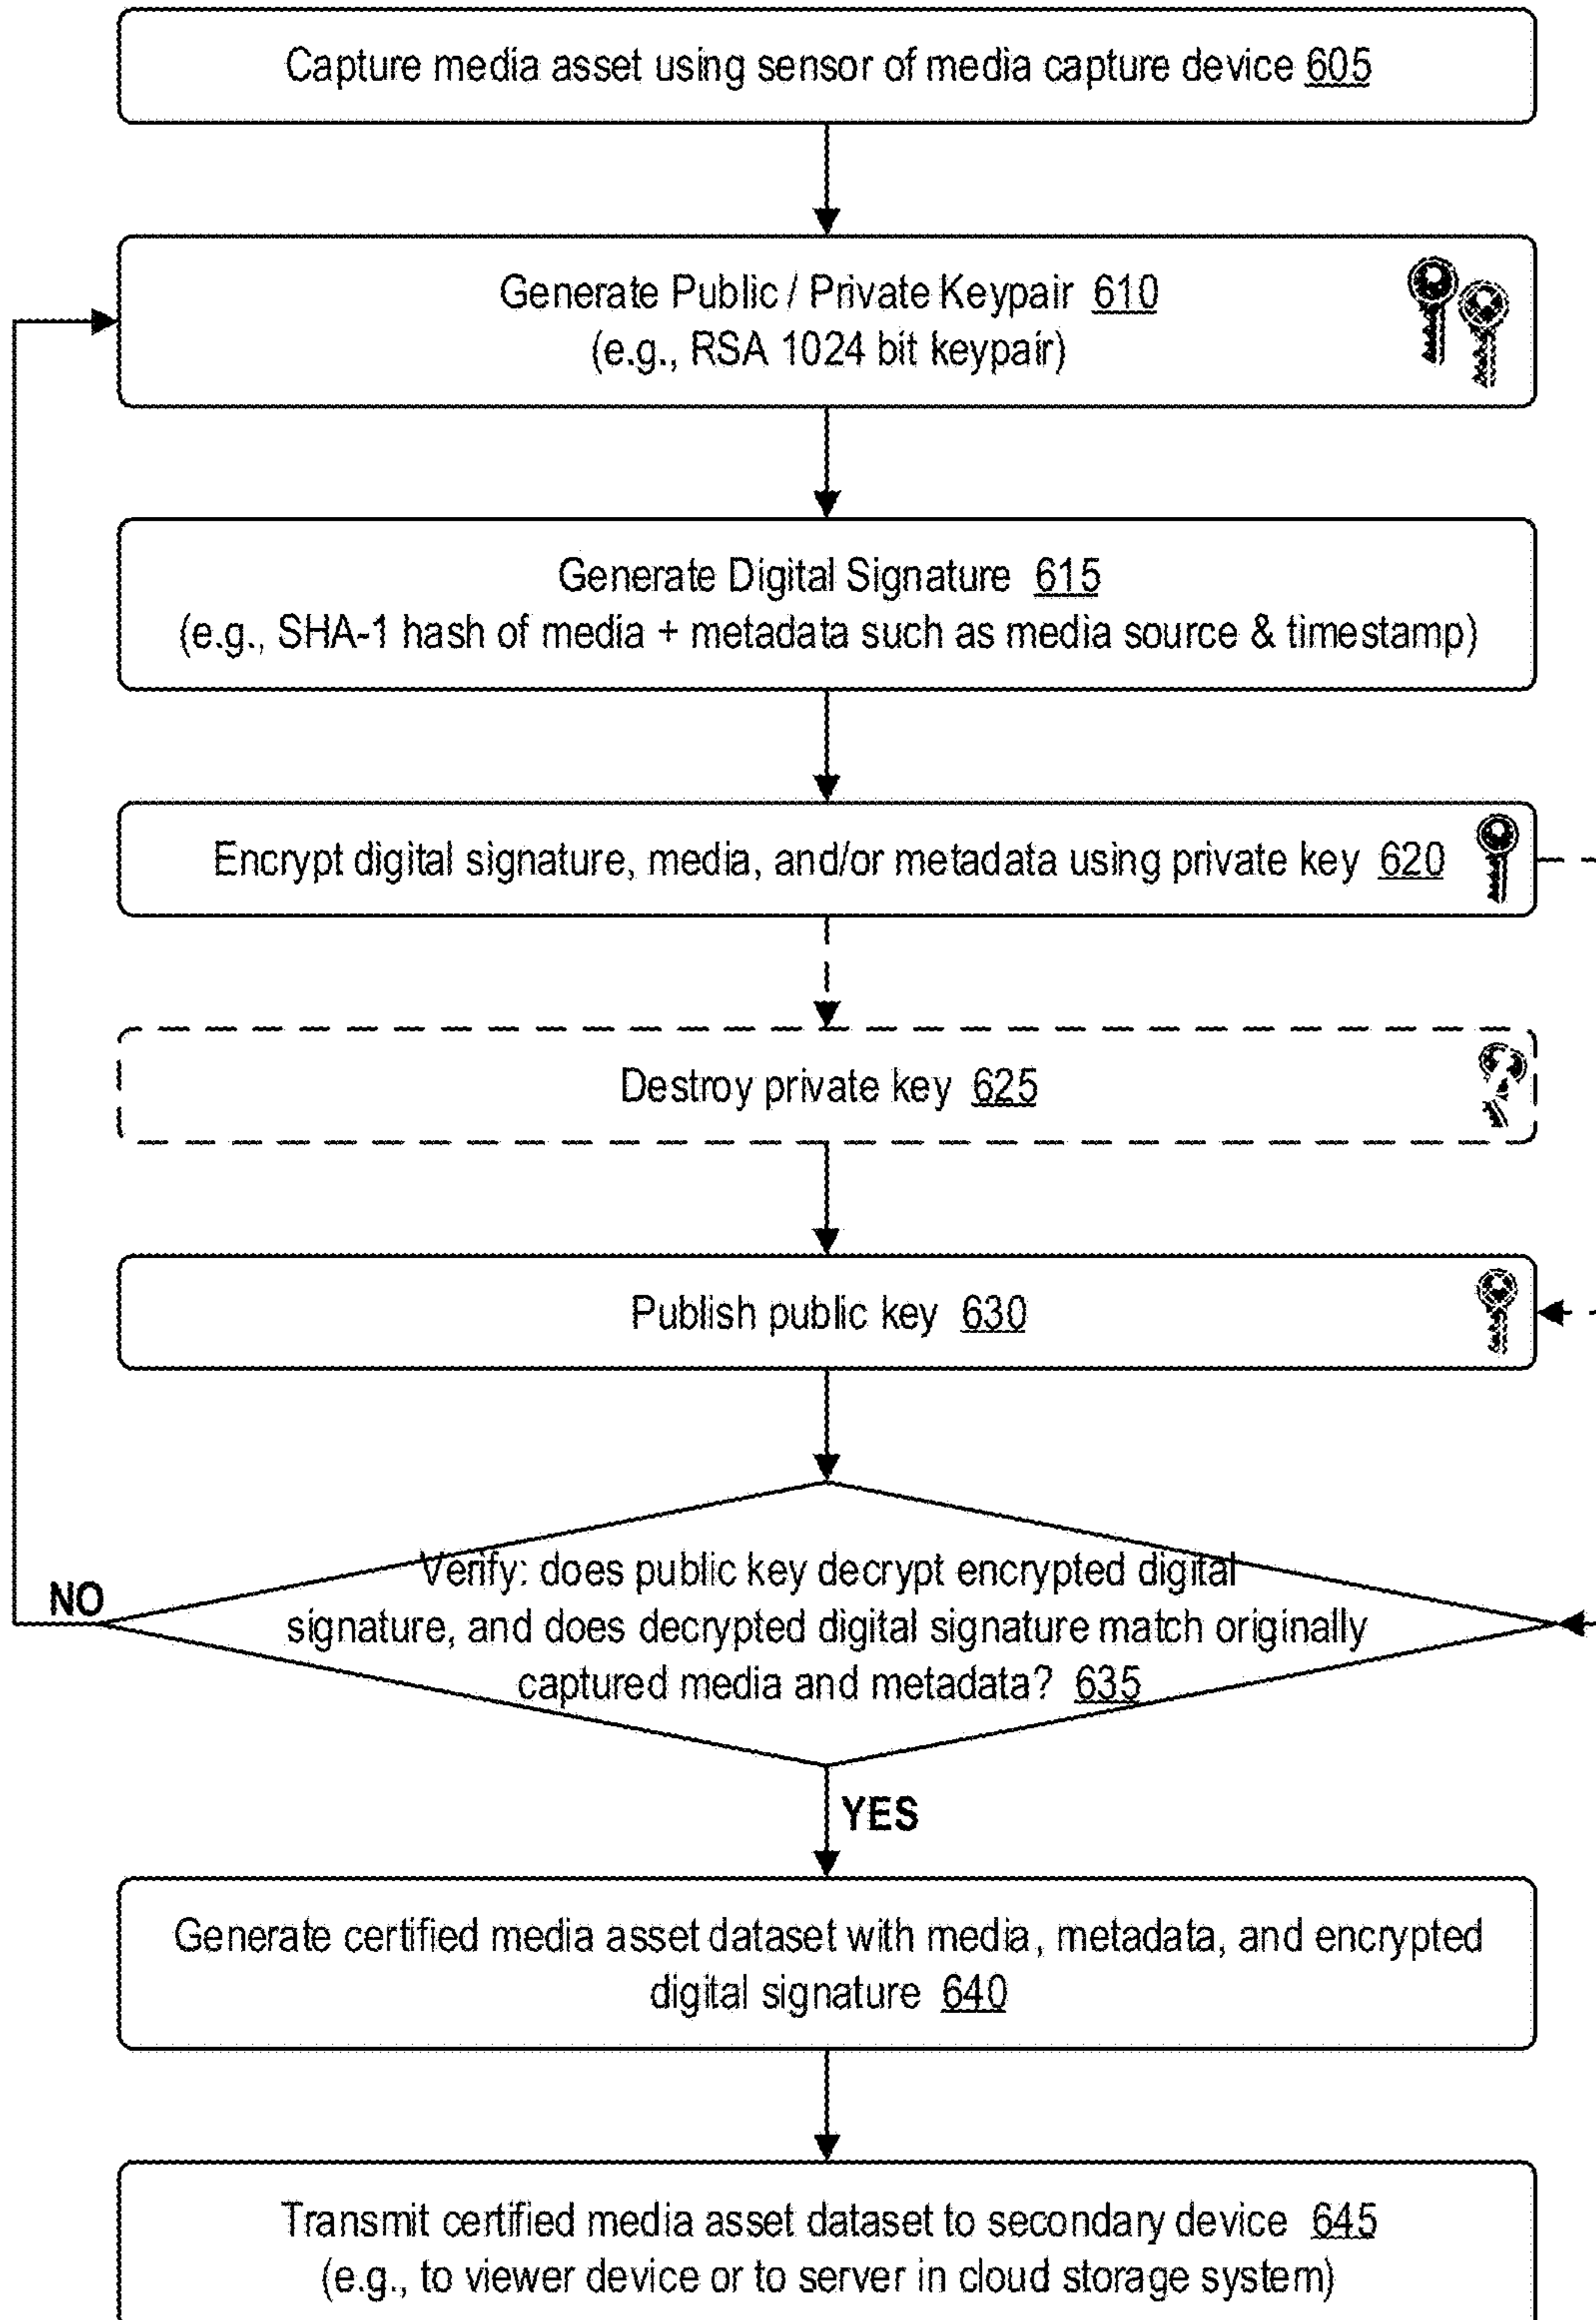 Capture media asset using sensor of media capture device 605
Generate Public / Private Keypair 610
(e.g., RSA 1024 bit keypair)
Generate Digital Signature 615
(e.g., SHA-1 hash of media + metadata such as media source & timestamp)
Encrypt digital signature, media, and/or metadata using private key 620
Destroy private key 625
Publish public key 630
Verify: does public key decrypt encrypted digital
signature, and does decrypted digital signature match originally
captured media and metadata? 635
NO
YES
Generate certified media asset dataset with media, metadata, and encrypted
digital signature 640
Transmit certified media asset dataset to secondary device 645
(e.g., to viewer device or to server in cloud storage system)